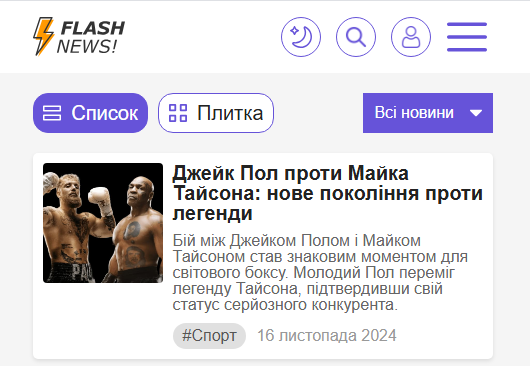 FLASH
NEWS!
Список
Плитка
Всі новини
Джейк Пол проти Майка
Тайсона: нове покоління проти
легенди
Бій між Джейком Полом і Майком
Тайсоном став знаковим моментом для
світового боксу. Молодий Пол переміг
легенду Тайсона, підтвердивши свій
статус серйозного конкурента.
#Спорт
16 листопада 2024